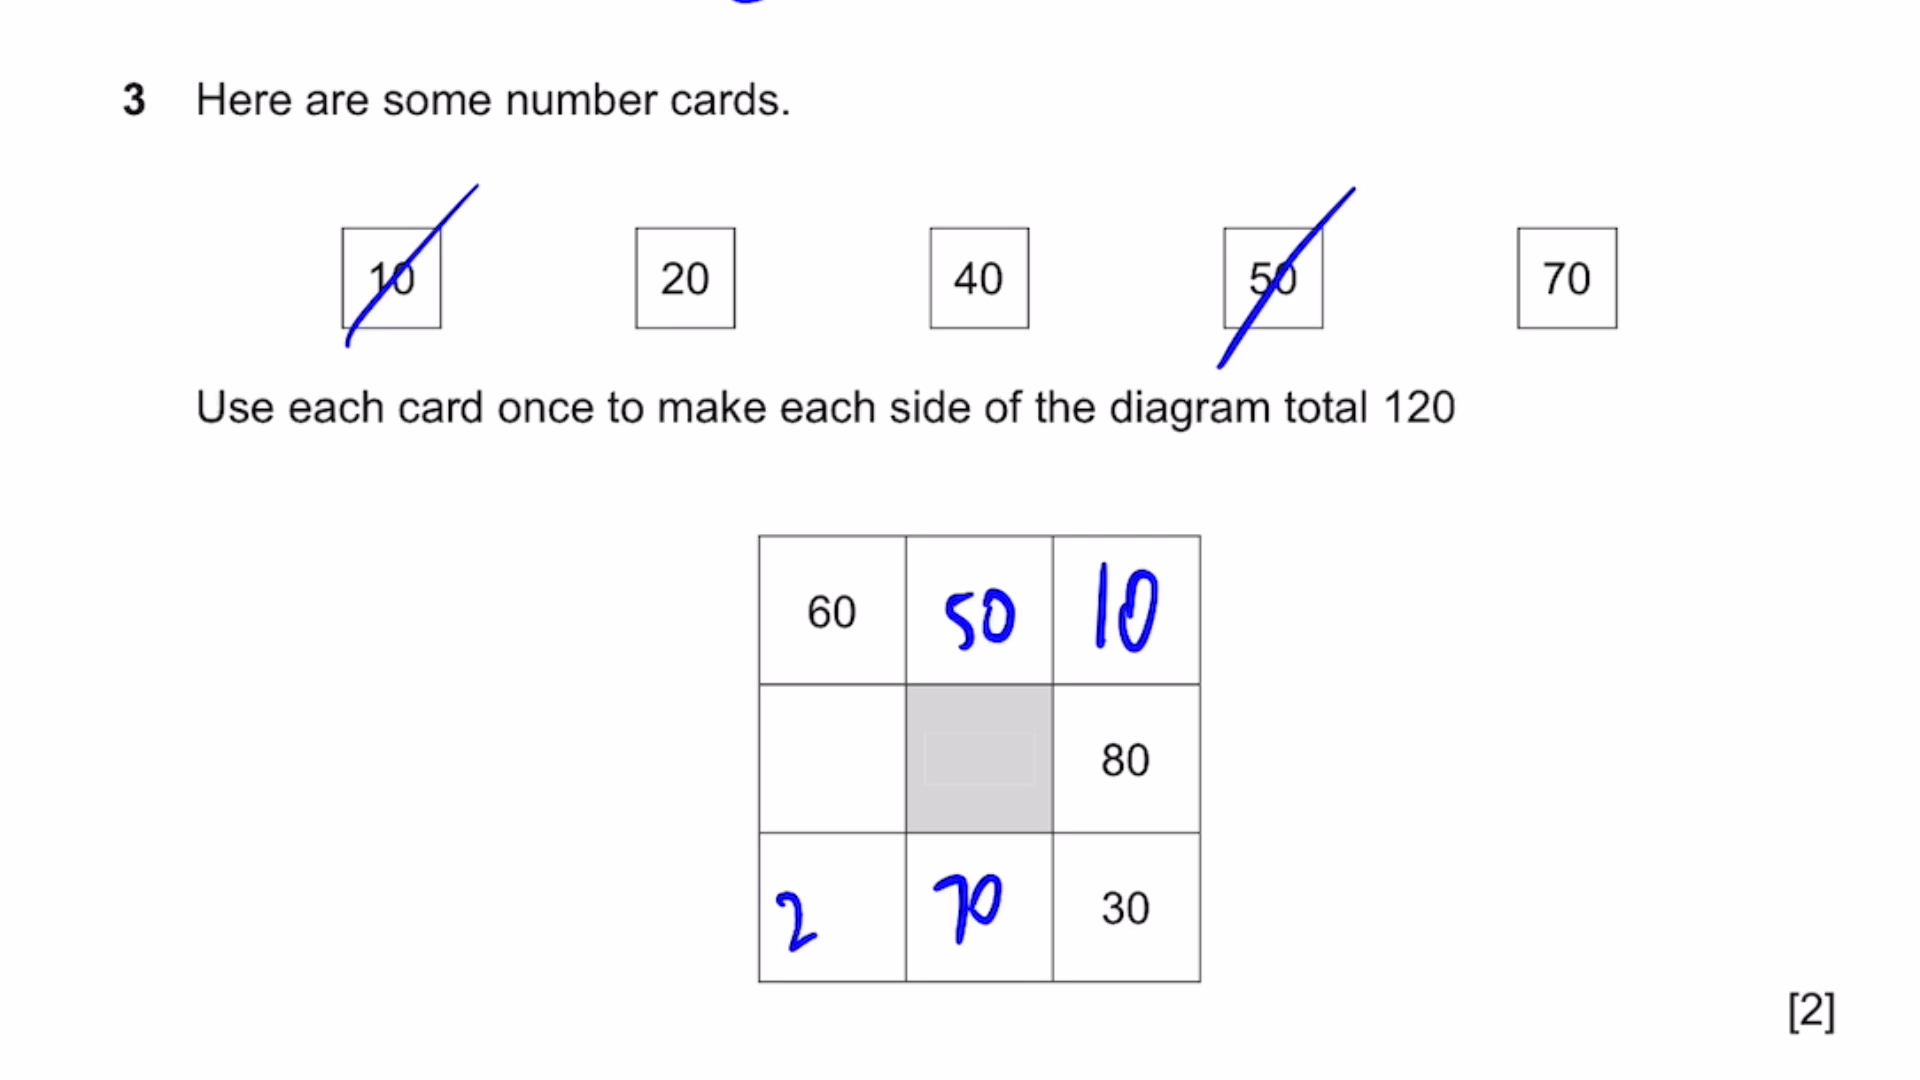 3 Here are some number cards.
10 20 40 50 70
Use each card once to make each side of the diagram total 120
60 50 10
80
2 70 30
[2]